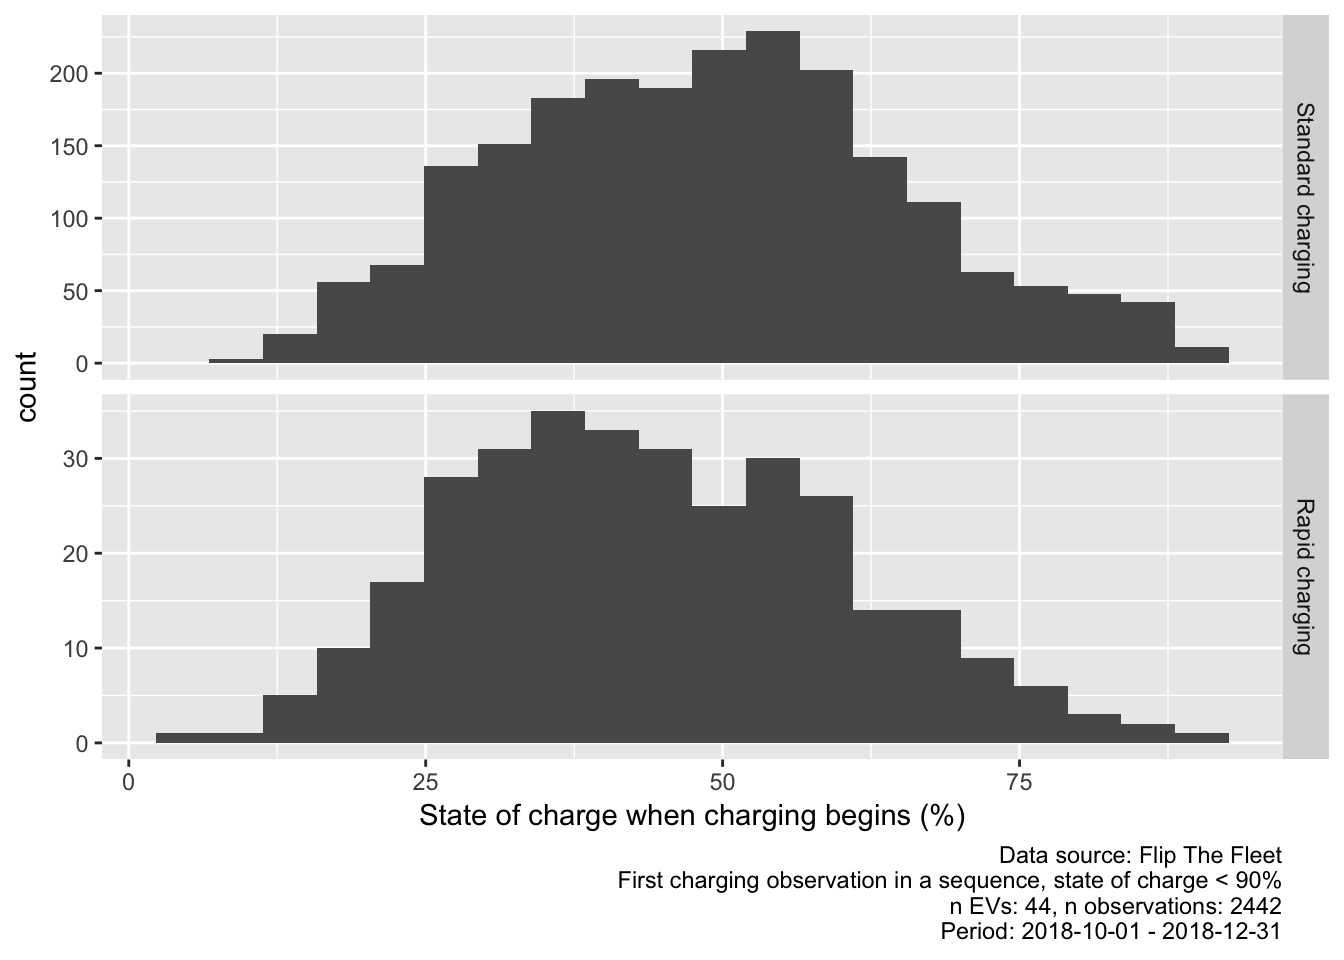 200
150
100
50
0
Standard charging
count
30
20
10
0
Rapid charging
0 25 50 75
State of charge when charging begins (%)
Data source: Flip The Fleet
First charging observation in a sequence, state of charge < 90%
n EVs: 44, n observations: 2442
Period: 2018-10-01 - 2018-12-31